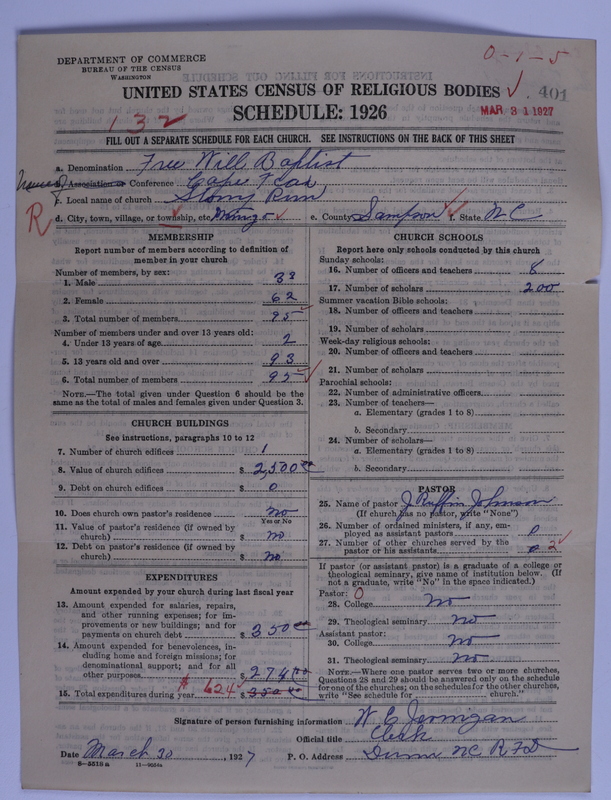 0-1-5
DEPARTMENT OF COMMERCE
BUREAU OF THE CENSUS
WASHINGTON
UNITED STATES CENSUS OF RELIGIOUS BODIES
401
SCHEDULE: 1926
MAR 31 1927
132
FILL OUT A SEPARATE SCHEDULE FOR EACH CHURCH. SEE INSTRUCTIONS ON THE BACK OF THIS SHEET
a. Denomination Free Will Baptist
b. Association or Conference Cape Fear
c. Local name of church Stony Run
R
d. City, town, village, or township, etc. Mingo e. County Sampson f. State N C
MEMBERSHIP
Report number of members according to definition of member in your church
Number of members, by sex:
1. Male 33
2. Female 62
3. Total number of members 95
Number of members under and over 13 years old:
4. Under 13 years of age 2
5. 13 years old and over 93
6. Total number of members 95
NOTE.—The total given under Question 6 should be the same as the total of males and females given under Question 3.
CHURCH BUILDINGS
See instructions, paragraphs 10 to 12
7. Number of church edifices 1
8. Value of church edifices $ 2,500 00
9. Debt on church edifices $ 0
10. Does church own pastor's residence no
Yes or No
11. Value of pastor's residence (if owned by church) $ no
12. Debt on pastor's residence (if owned by church) $ no
EXPENDITURES
Amount expended by your church during last fiscal year
13. Amount expended for salaries, repairs, and other running expenses; for improvements or new buildings; and for payments on church debt $ 350 00
14. Amount expended for benevolences, including home and foreign missions; for denominational support; and for all other purposes $ 274 00
15. Total expenditures during year $ 624 $ 350 00
CHURCH SCHOOLS
Report here only schools conducted by this church
Sunday schools:
16. Number of officers and teachers 8
17. Number of scholars 200
Summer vacation Bible schools:
18. Number of officers and teachers
19. Number of scholars
Week-day religious schools:
20. Number of officers and teachers
21. Number of scholars
Parochial schools:
22. Number of administrative officers
23. Number of teachers—
a. Elementary (grades 1 to 8)
b. Secondary
24. Number of scholars—
a. Elementary (grades 1 to 8)
b. Secondary
PASTOR
25. Name of pastor J Ruffin Johnson
(If church has no pastor, write "None")
26. Number of ordained ministers, if any, employed as assistant pastors 0
27. Number of other churches served by the pastor or his assistants 0 2
If pastor (or assistant pastor) is a graduate of a college or theological seminary, give name of institution below. (If not a graduate, write "No" in the space indicated.)
Pastor: 0
28. College No
29. Theological seminary No
Assistant pastor:
30. College No
31. Theological seminary No
NOTE.—Where one pastor serves two or more churches, Questions 28 and 29 should be answered only on the schedule for one of the churches; on the schedules for the other churches, write "See schedule for church."
Signature of person furnishing information W E Jernigan
Official title Clerk
Date March 30, 1927 P. O. Address Dunn NC RFD
8-5518 a